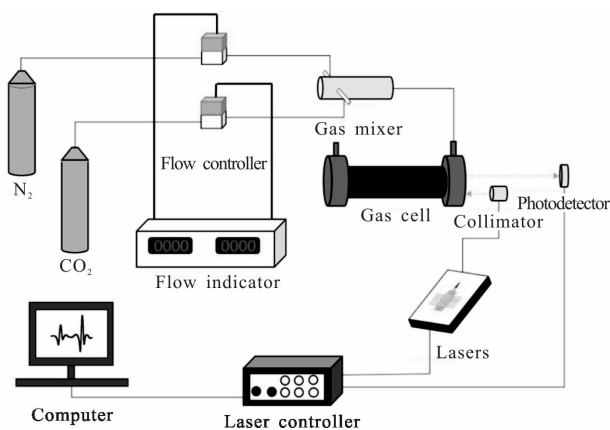 N₂
CO₂
Flow controller
Gas mixer
Gas cell
Collimator
Photodetector
0000 0000
Flow indicator
Lasers
Computer
Laser controller